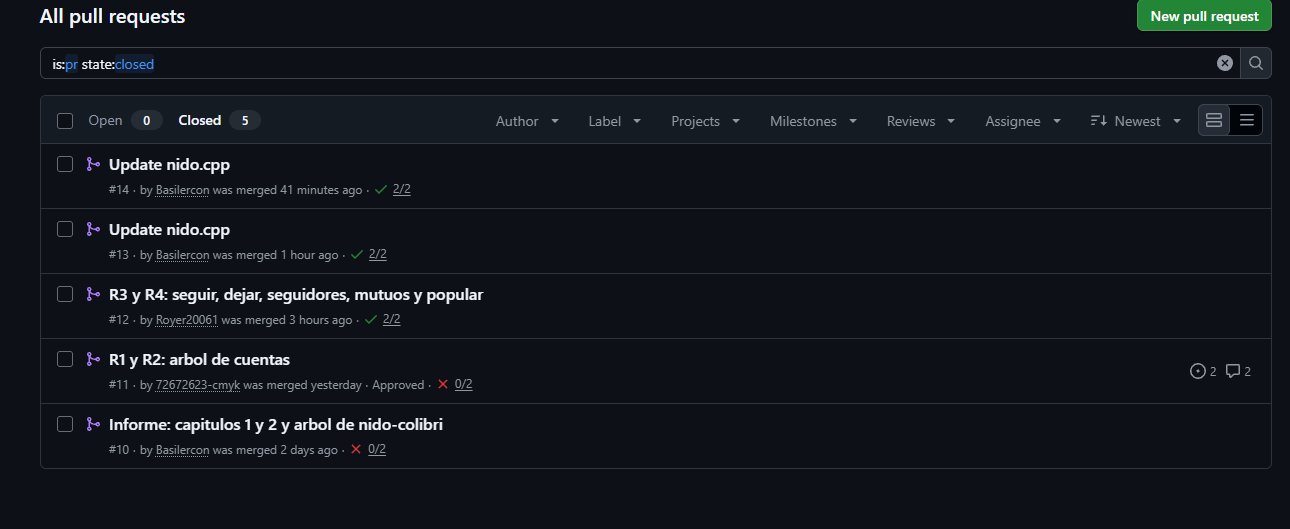 All pull requests
New pull request
is:pr state:closed
Open 0 Closed 5 Author Label Projects Milestones Reviews Assignee Newest
Update nido.cpp
#14 · by Basilercon was merged 41 minutes ago · 2/2
Update nido.cpp
#13 · by Basilercon was merged 1 hour ago · 2/2
R3 y R4: seguir, dejar, seguidores, mutuos y popular
#12 · by Royer20061 was merged 3 hours ago · 2/2
R1 y R2: arbol de cuentas
#11 · by 72672623-cmyk was merged yesterday · Approved · 0/2
2 2
Informe: capitulos 1 y 2 y arbol de nido-colibri
#10 · by Basilercon was merged 2 days ago · 0/2